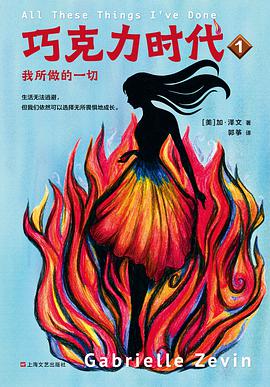 All These Things I've Done
巧克力时代
1
我所做的一切
生活无法逃避,
但我们依然可以选择无所畏惧地成长。
[美]加·泽文 著
郭筝 译
上海文艺出版社
Gabrielle Zevin